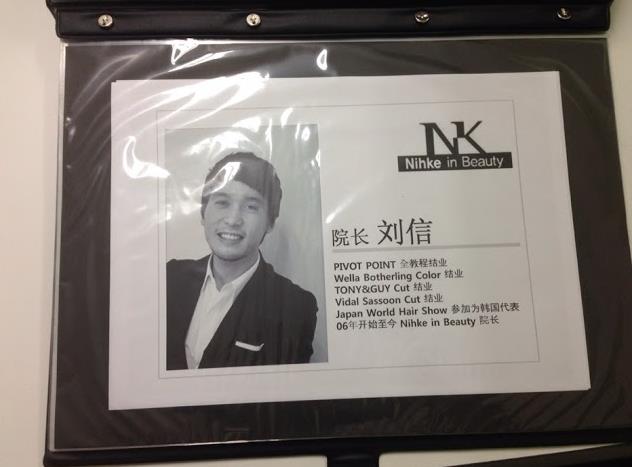 NK
Nihke in Beauty
院长 刘信
PIVOT POINT 全教程结业
Wella Botherling Color 结业
TONY&GUY Cut 结业
Vidal Sassoon Cut 结业
Japan World Hair Show 参加为韩国代表
06年开始至今 Nihke in Beauty 院长